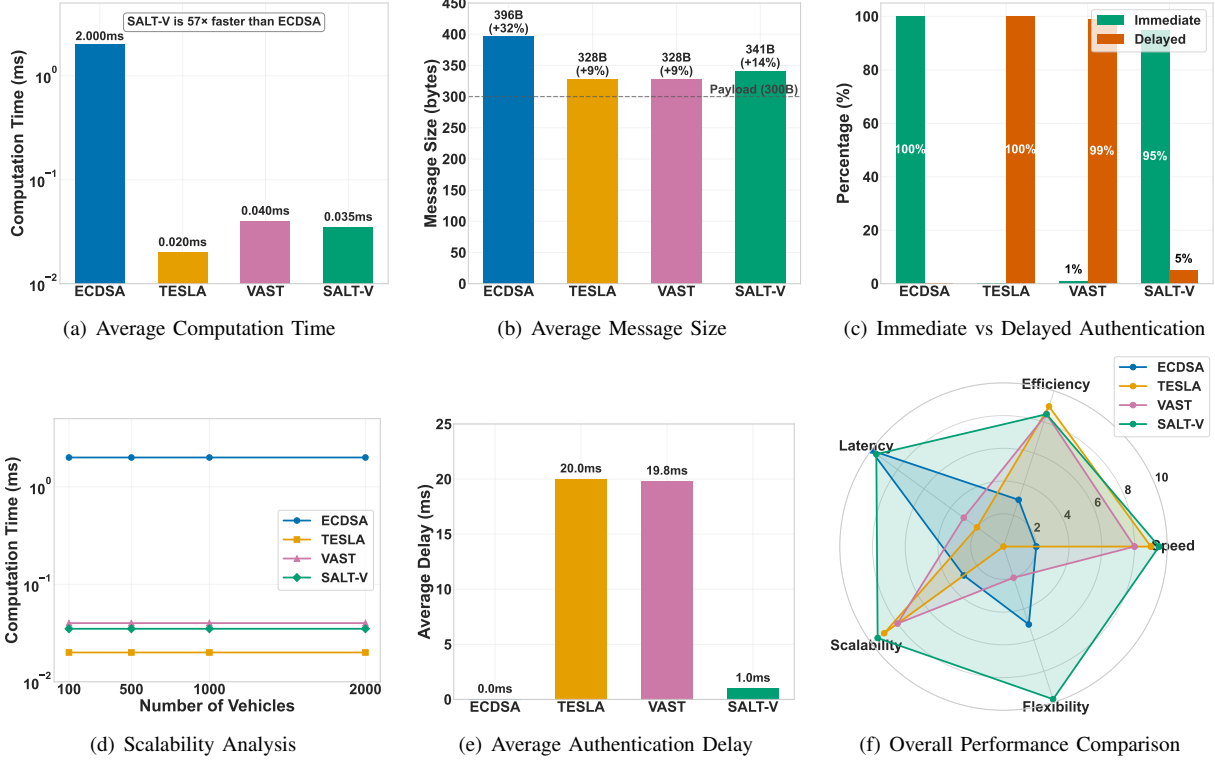 SALT-V is 57× faster than ECDSA
2.000ms
0.020ms
0.040ms
0.035ms
Computation Time (ms)
10⁰
10⁻¹
10⁻²
ECDSA TESLA VAST SALT-V
(a) Average Computation Time
396B
(+32%)
328B
(+9%)
328B
(+9%)
341B
(+14%)
Payload (300B)
Message Size (bytes)
450
400
350
300
250
200
150
100
50
0
ECDSA TESLA VAST SALT-V
(b) Average Message Size
Immediate
Delayed
100%
100%
99%
95%
1%
5%
Percentage (%)
100
80
60
40
20
0
ECDSA TESLA VAST SALT-V
(c) Immediate vs Delayed Authentication
Computation Time (ms)
10⁰
10⁻¹
10⁻²
ECDSA
TESLA
VAST
SALT-V
100 500 1000 2000
Number of Vehicles
(d) Scalability Analysis
Average Delay (ms)
25
20
15
10
5
0
0.0ms
20.0ms
19.8ms
1.0ms
ECDSA TESLA VAST SALT-V
(e) Average Authentication Delay
ECDSA
TESLA
VAST
SALT-V
Efficiency
Latency
Speed
Scalability
Flexibility
2
4
6
8
10
(f) Overall Performance Comparison